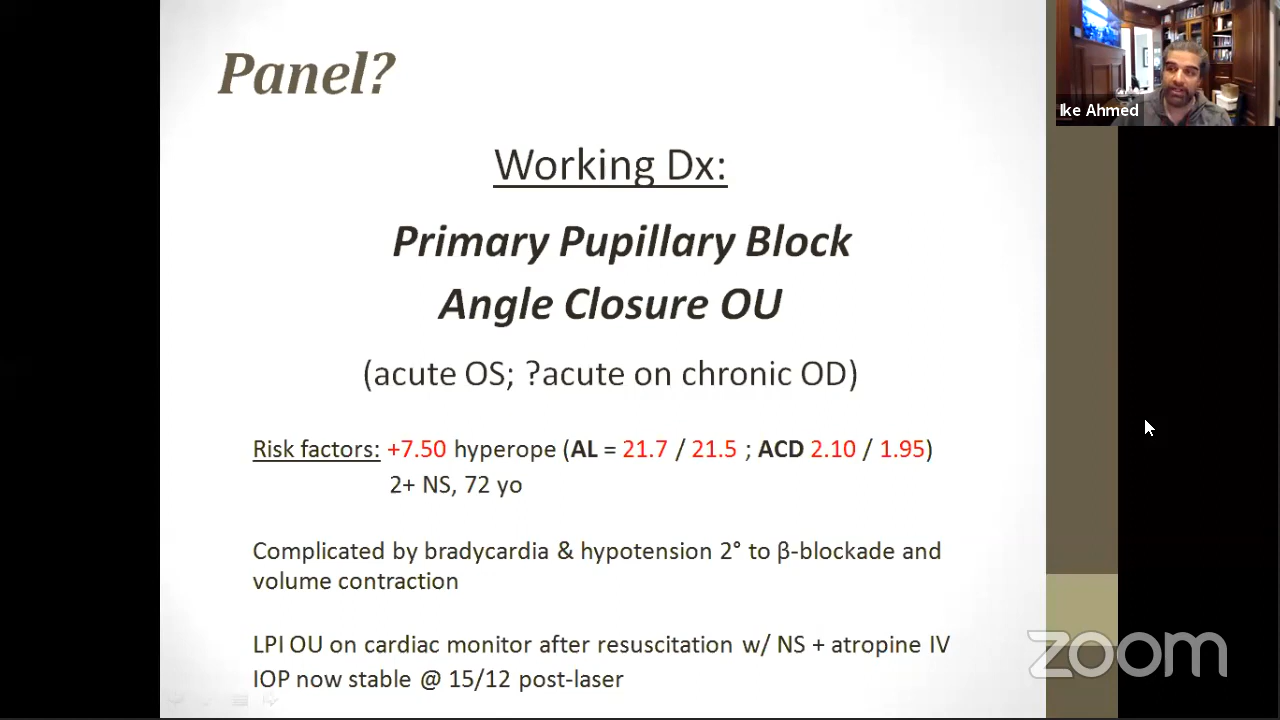 Panel?
Ike Ahmed
Working Dx:
Primary Pupillary Block
Angle Closure OU
(acute OS; ?acute on chronic OD)
Risk factors: +7.50 hyperope (AL = 21.7 / 21.5 ; ACD 2.10 / 1.95)
2+ NS, 72 yo
Complicated by bradycardia & hypotension 2° to β-blockade and
volume contraction
LPI OU on cardiac monitor after resuscitation w/ NS + atropine IV
IOP now stable @ 15/12 post-laser
zoom